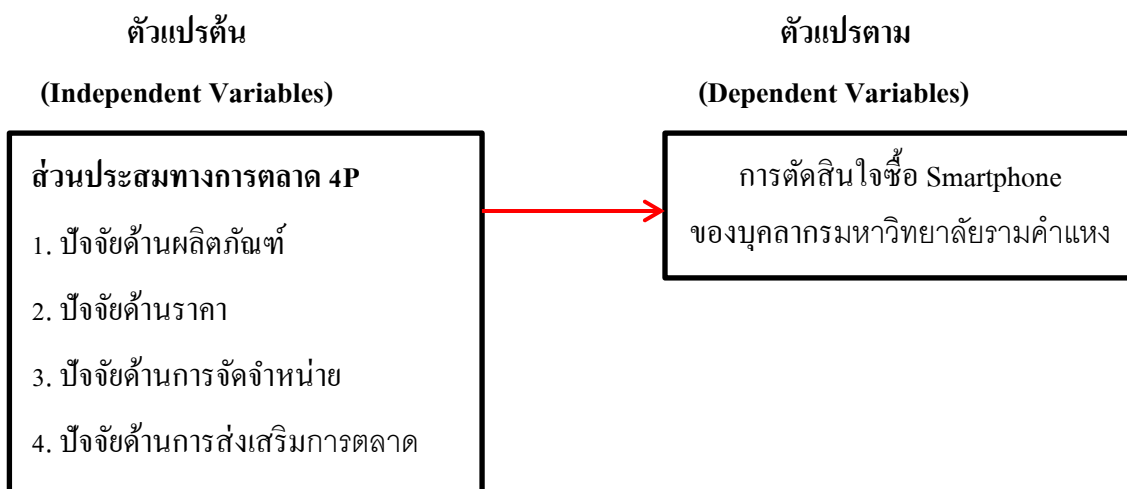 ตัวแปรต้น
(Independent Variables)
ส่วนประสมทางการตลาด 4P
1. ปัจจัยด้านผลิตภัณฑ์
2. ปัจจัยด้านราคา
3. ปัจจัยด้านการจัดจำหน่าย
4. ปัจจัยด้านการส่งเสริมการตลาด
ตัวแปรตาม
(Dependent Variables)
การตัดสินใจซื้อ Smartphone
ของบุคลากรมหาวิทยาลัยรามคำแหง